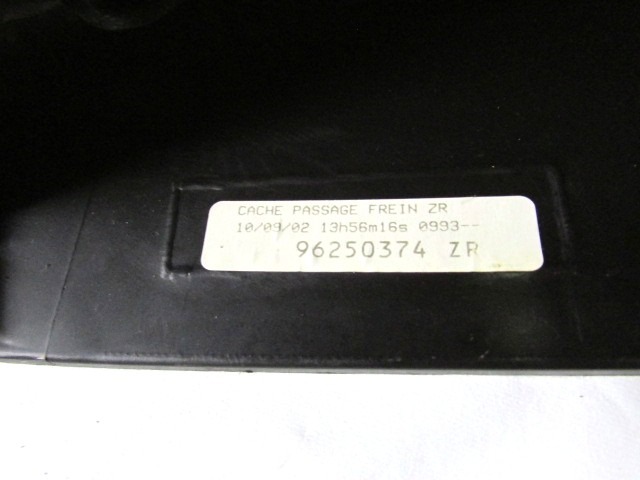 CACHE PASSAGE FREIN ZR
10/09/02 13h56m16s 0993--
96250374 ZR